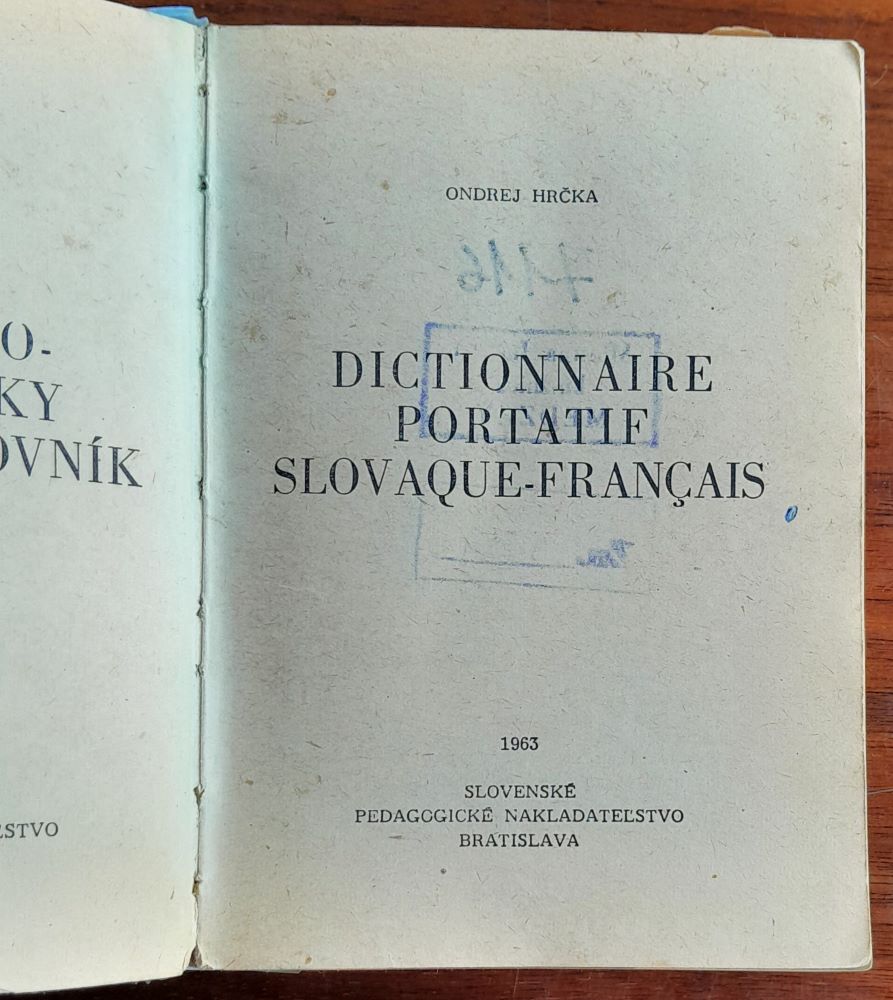 O-
KY
OVNÍK
ĽSTVO
ONDREJ HRČKA
DICTIONNAIRE
PORTATIF
SLOVAQUE-FRANÇAIS
1963
SLOVENSKÉ
PEDAGOGICKÉ NAKLADATEĽSTVO
BRATISLAVA